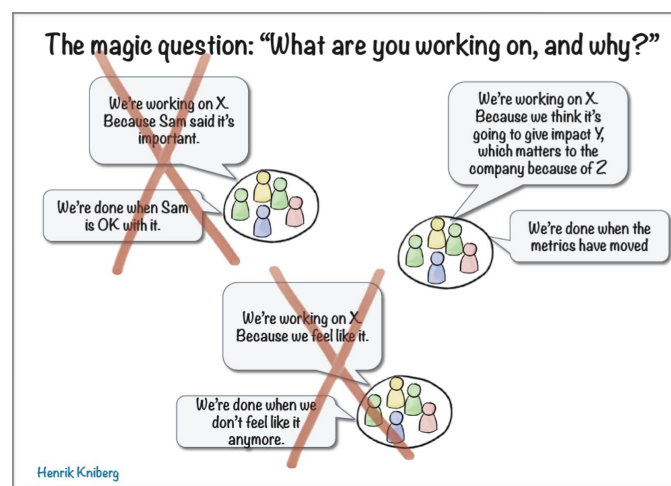 The magic question: "What are you working on, and why?"
We're working on X.
Because Sam said it's
important.
We're done when Sam
is OK with it.
We're working on X.
Because we think it's
going to give impact Y,
which matters to the
company because of Z
We're done when the
metrics have moved
We're working on X.
Because we feel like it.
We're done when we
don't feel like it
anymore.
Henrik Kniberg